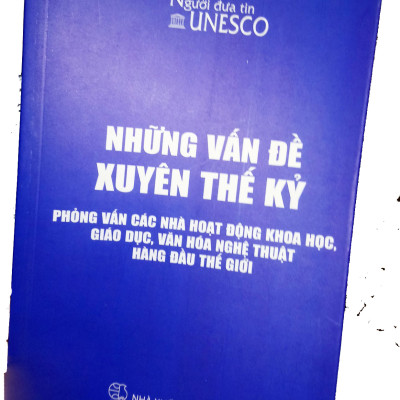 Người đưa tin
UNESCO
NHỮNG VẤN ĐỀ
XUYÊN THẾ KỶ
PHỎNG VẤN CÁC NHÀ HOẠT ĐỘNG KHOA HỌC,
GIÁO DỤC, VĂN HÓA NGHỆ THUẬT
HÀNG ĐẦU THẾ GIỚI
NHÀ